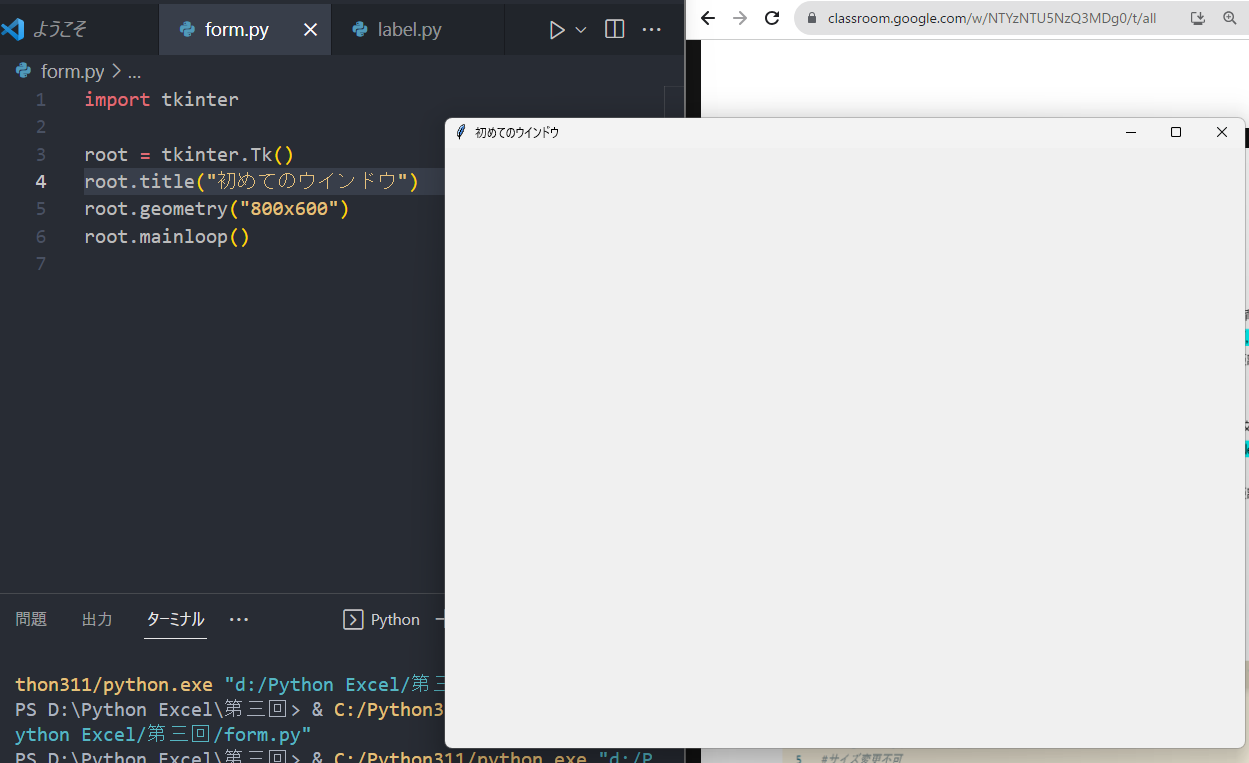 ようこそ
form.py
label.py
classroom.google.com/w/NTYzNTU5NzQ3MDg0/t/all
form.py > ...
1 import tkinter
2
3 root = tkinter.Tk()
4 root.title("初めてのウインドウ")
5 root.geometry("800x600")
6 root.mainloop()
7
初めてのウインドウ
問題 出力 ターミナル ... Python
thon311/python.exe "d:/Python Excel/第三
PS D:\Python Excel\第三回> & C:/Python3
ython Excel/第三回/form.py"
PS D:\Python Excel\第三回> & C:/Python311/python.exe "d:/P
5 #サイズ変更不可